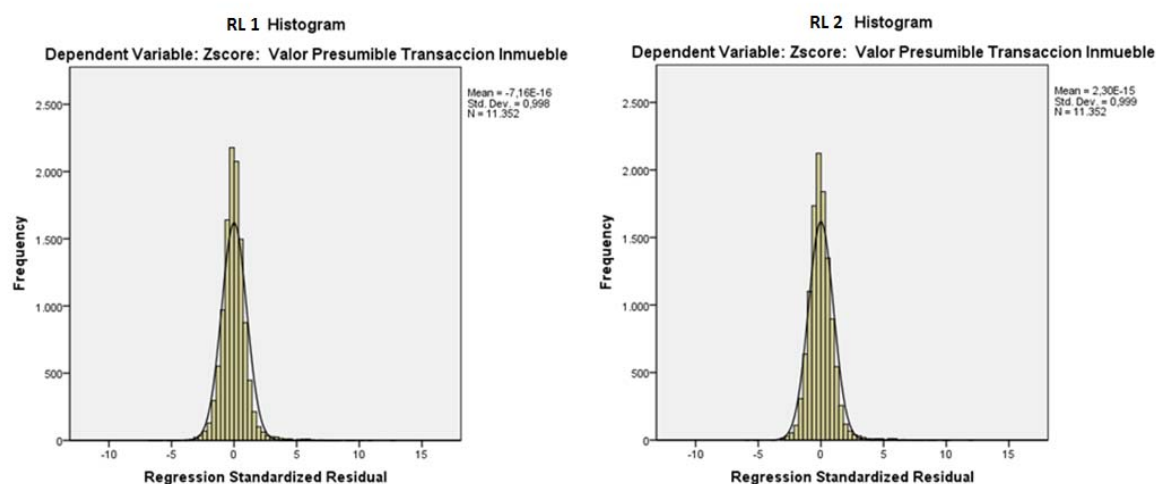 RL 1 Histogram
Dependent Variable: Zscore: Valor Presumible Transaccion Inmueble
Mean = -7,16E-16
Std. Dev. = 0,998
N = 11.352
2.500
2.000
1.500
1.000
500
0
Frequency
-10 -5 0 5 10 15
Regression Standardized Residual
RL 2 Histogram
Dependent Variable: Zscore: Valor Presumible Transaccion Inmueble
Mean = 2,30E-15
Std. Dev. = 0,999
N = 11.352
2.500
2.000
1.500
1.000
500
0
Frequency
-10 -5 0 5 10 15
Regression Standardized Residual